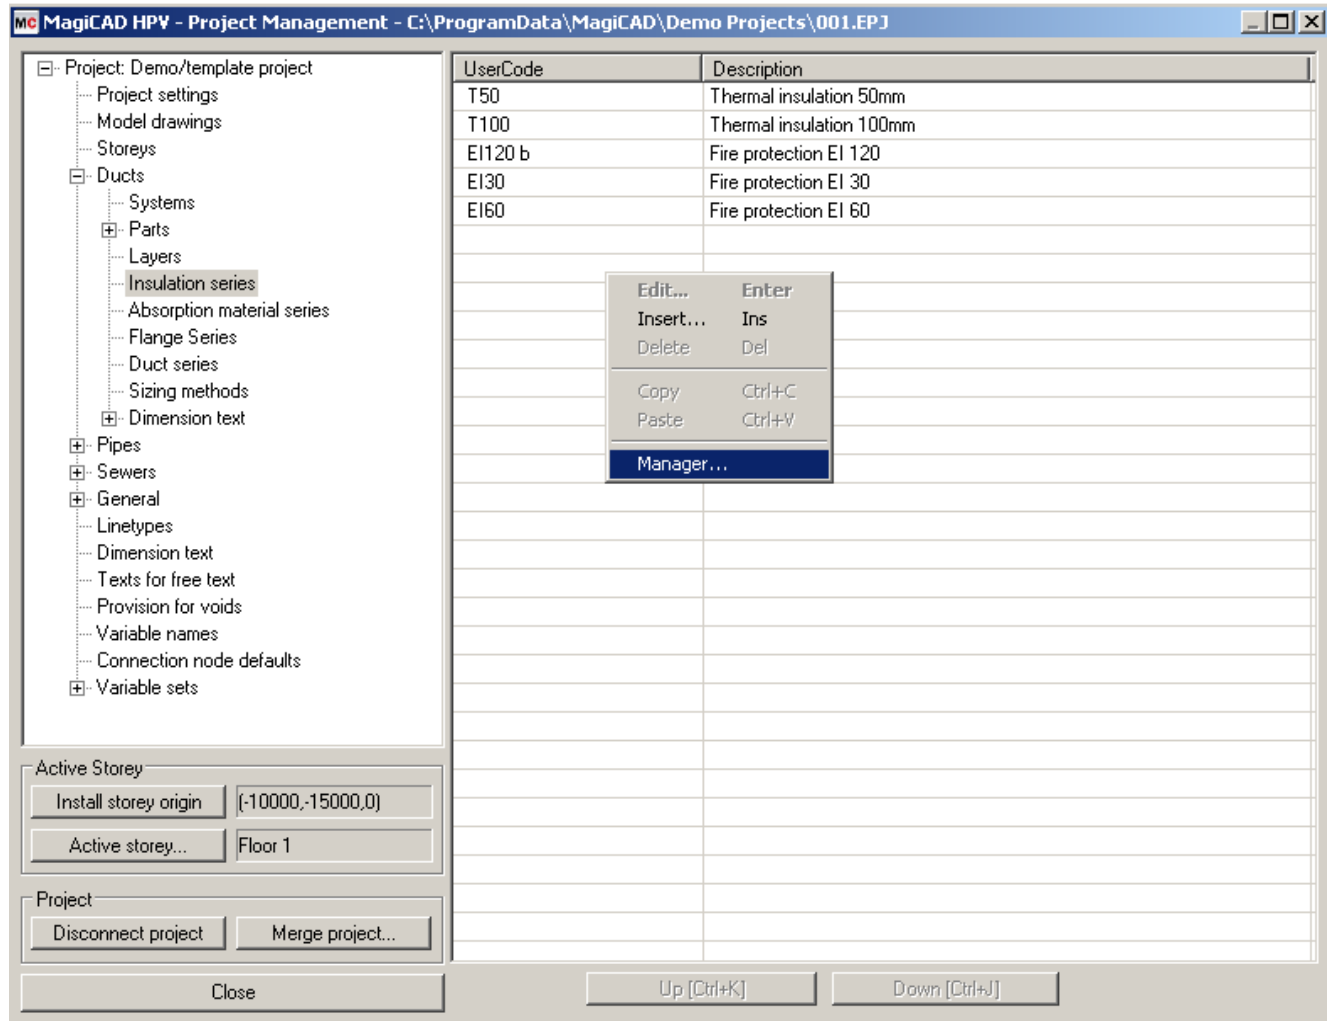 MC MagiCAD HPV - Project Management - C:\ProgramData\MagiCAD\Demo Projects\001.EPJ
Project: Demo/template project
Project settings
Model drawings
Storeys
Ducts
Systems
Parts
Layers
Insulation series
Absorption material series
Flange Series
Duct series
Sizing methods
Dimension text
Pipes
Sewers
General
Linetypes
Dimension text
Texts for free text
Provision for voids
Variable names
Connection node defaults
Variable sets
Active Storey
Install storey origin (-10000,-15000,0)
Active storey... Floor 1
Project
Disconnect project Merge project...
Close
UserCode Description
T50 Thermal insulation 50mm
T100 Thermal insulation 100mm
EI120 b Fire protection EI 120
EI30 Fire protection EI 30
EI60 Fire protection EI 60
Edit... Enter
Insert... Ins
Delete Del
Copy Ctrl+C
Paste Ctrl+V
Manager...
Up [Ctrl+K] Down [Ctrl+J]